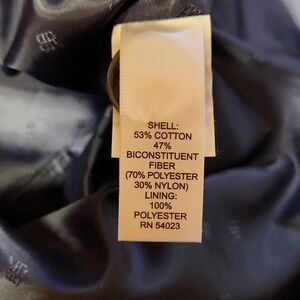 SHELL:
53% COTTON
47%
BICONSTITUENT
FIBER
(70% POLYESTER
30% NYLON)
LINING:
100%
POLYESTER
RN 54023